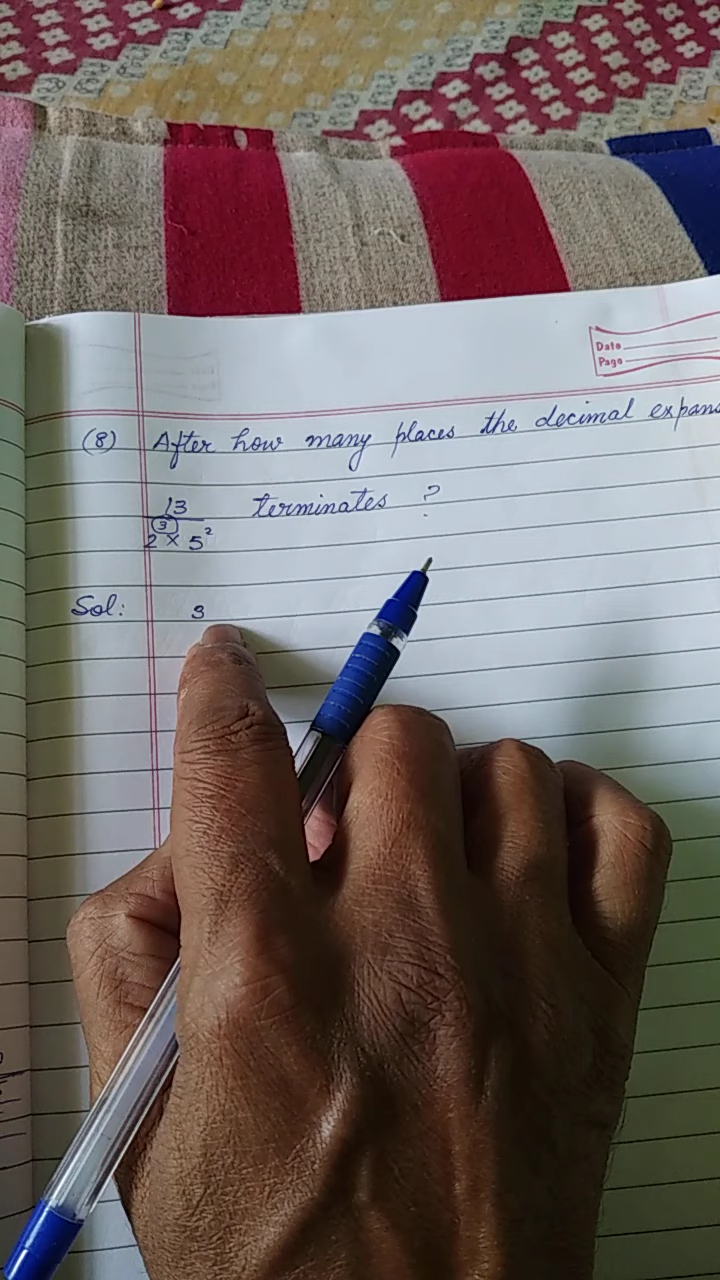 Date
Page
(8) After how many places the decimal expans
13
2³ × 5² terminates ?
Sol: 3